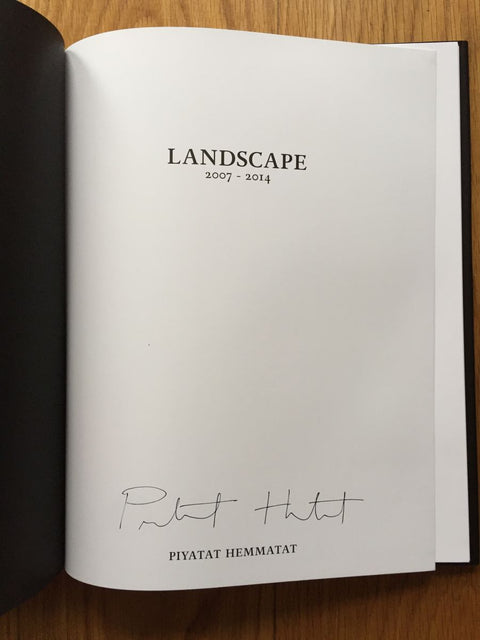 LANDSCAPE
2007 - 2014
PIYATAT HEMMATAT